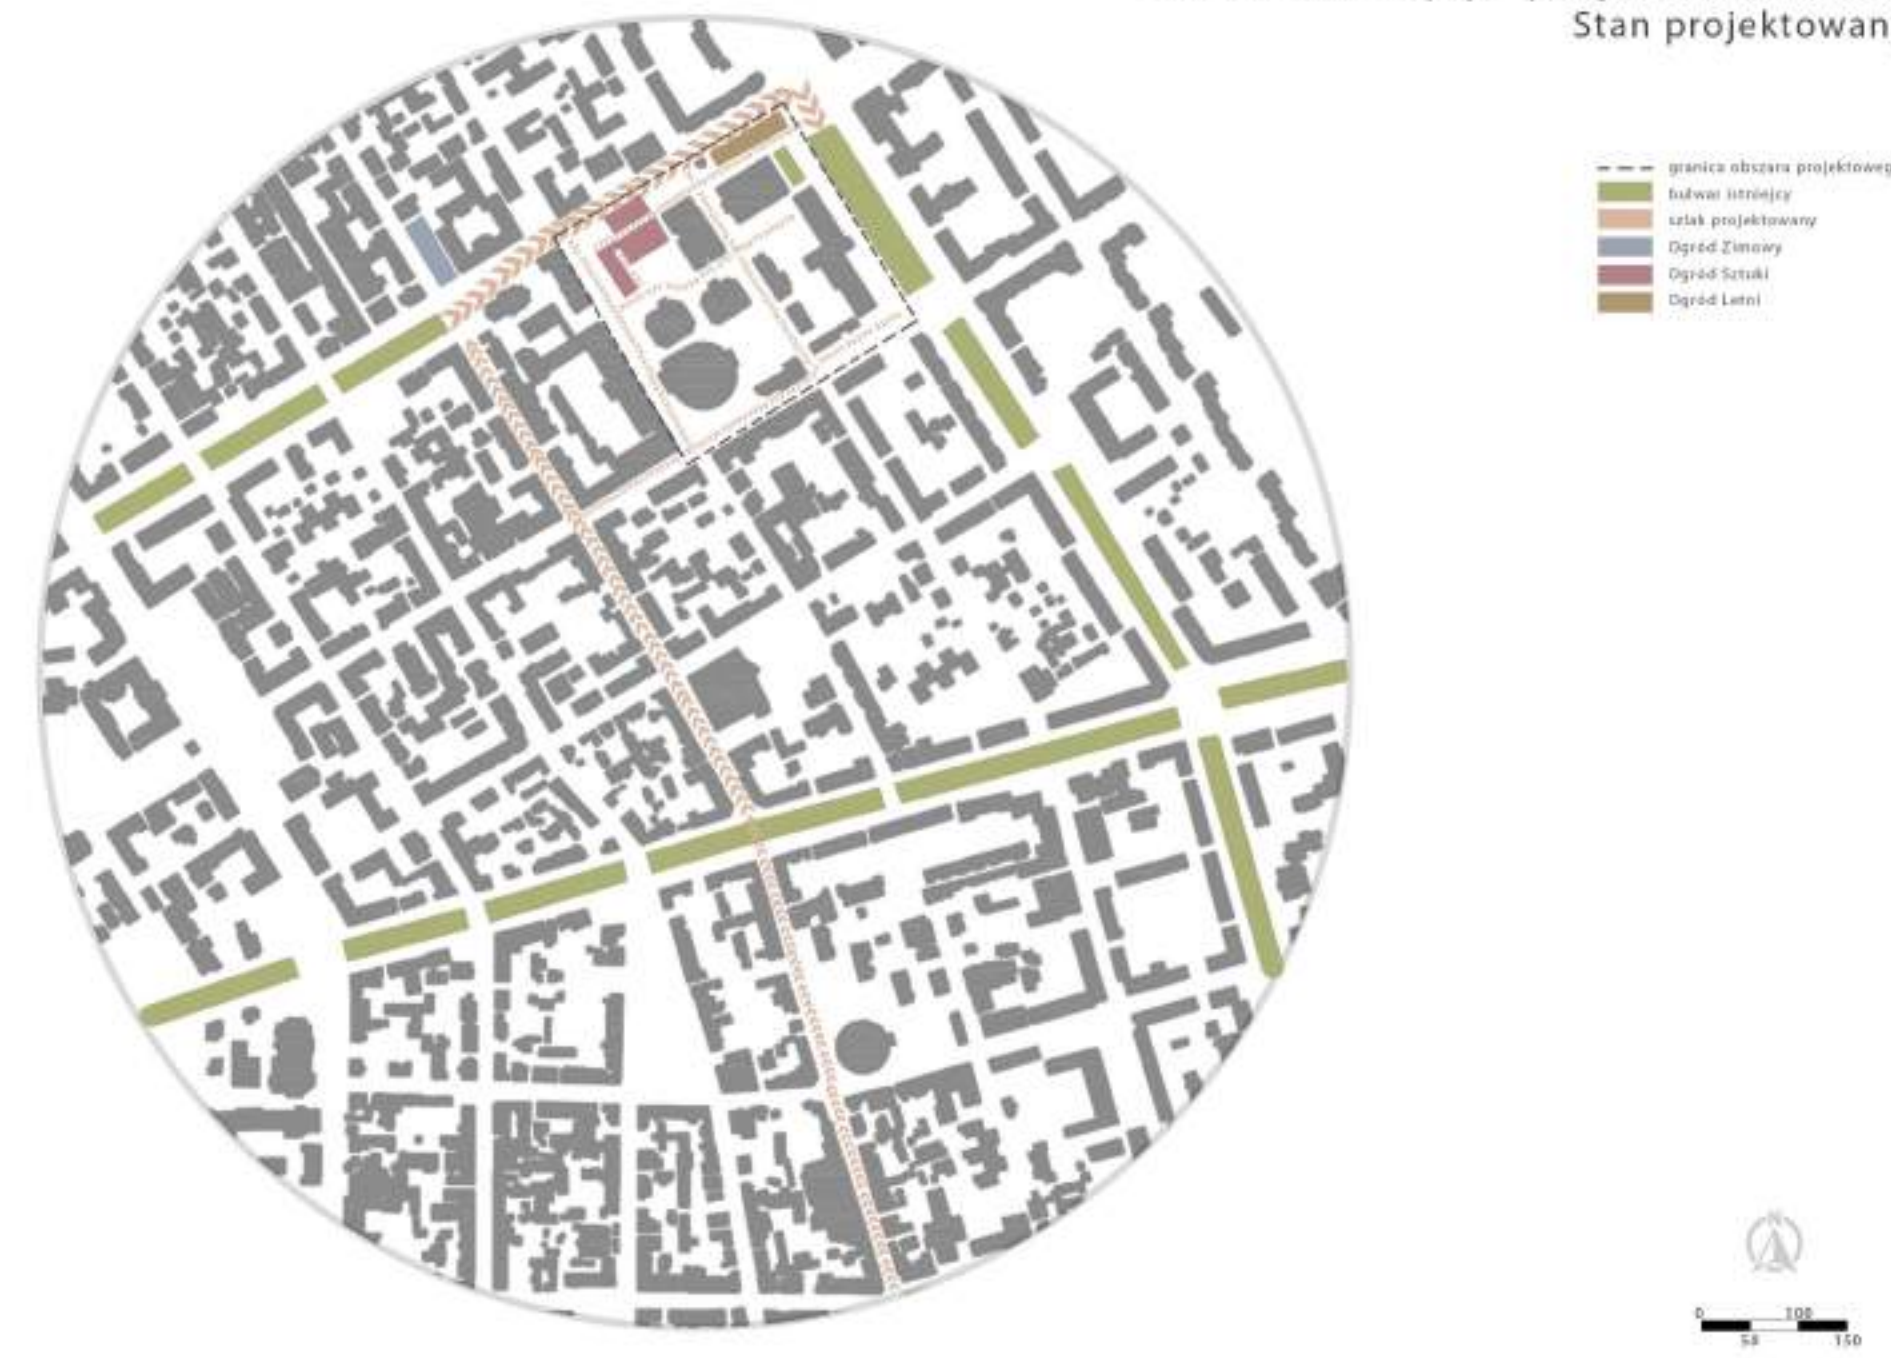 Stan projektowan
granica obszaru projektoweg
bulwar istniejcy
szlak projektowany
Ogród Zimowy
Ogród Sztuki
Ogród Letni
N
0 100
50 150